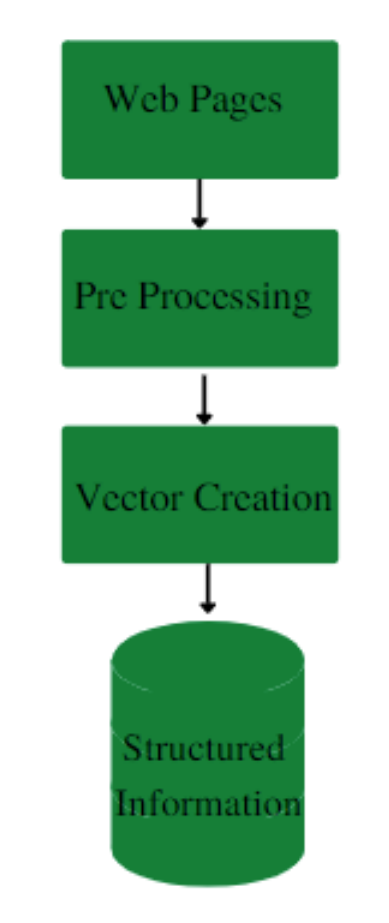 Web Pages
Pre Processing
Vector Creation
Structured
Information